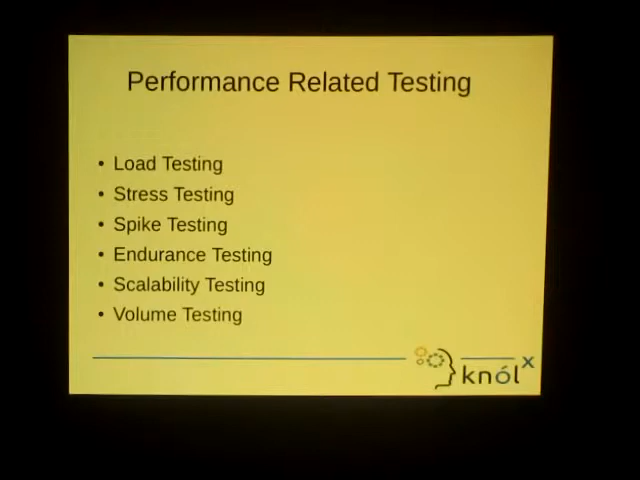 Performance Related Testing
• Load Testing
• Stress Testing
• Spike Testing
• Endurance Testing
• Scalability Testing
• Volume Testing
knólx